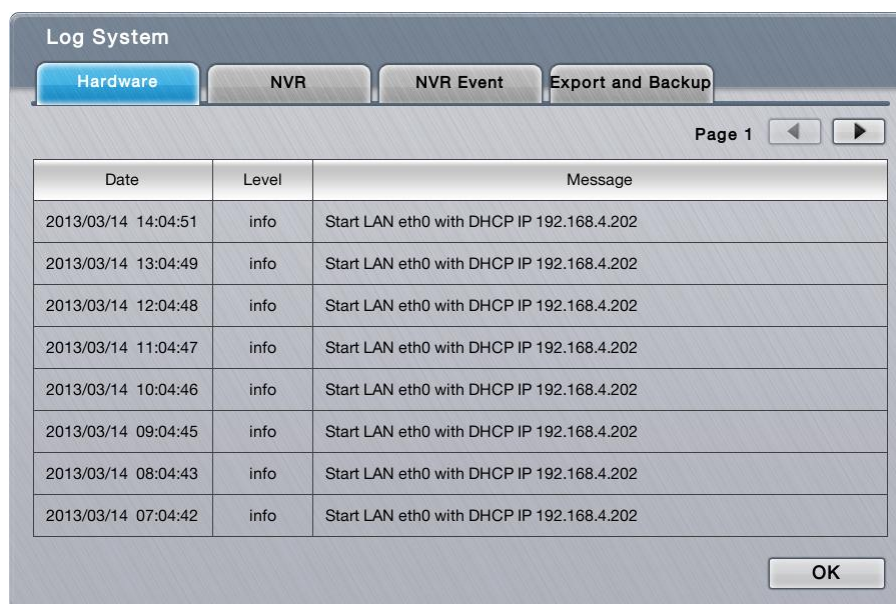 Log System
Hardware NVR NVR Event Export and Backup
Page 1
Date Level Message
2013/03/14 14:04:51 info Start LAN eth0 with DHCP IP 192.168.4.202
2013/03/14 13:04:49 info Start LAN eth0 with DHCP IP 192.168.4.202
2013/03/14 12:04:48 info Start LAN eth0 with DHCP IP 192.168.4.202
2013/03/14 11:04:47 info Start LAN eth0 with DHCP IP 192.168.4.202
2013/03/14 10:04:46 info Start LAN eth0 with DHCP IP 192.168.4.202
2013/03/14 09:04:45 info Start LAN eth0 with DHCP IP 192.168.4.202
2013/03/14 08:04:43 info Start LAN eth0 with DHCP IP 192.168.4.202
2013/03/14 07:04:42 info Start LAN eth0 with DHCP IP 192.168.4.202
OK